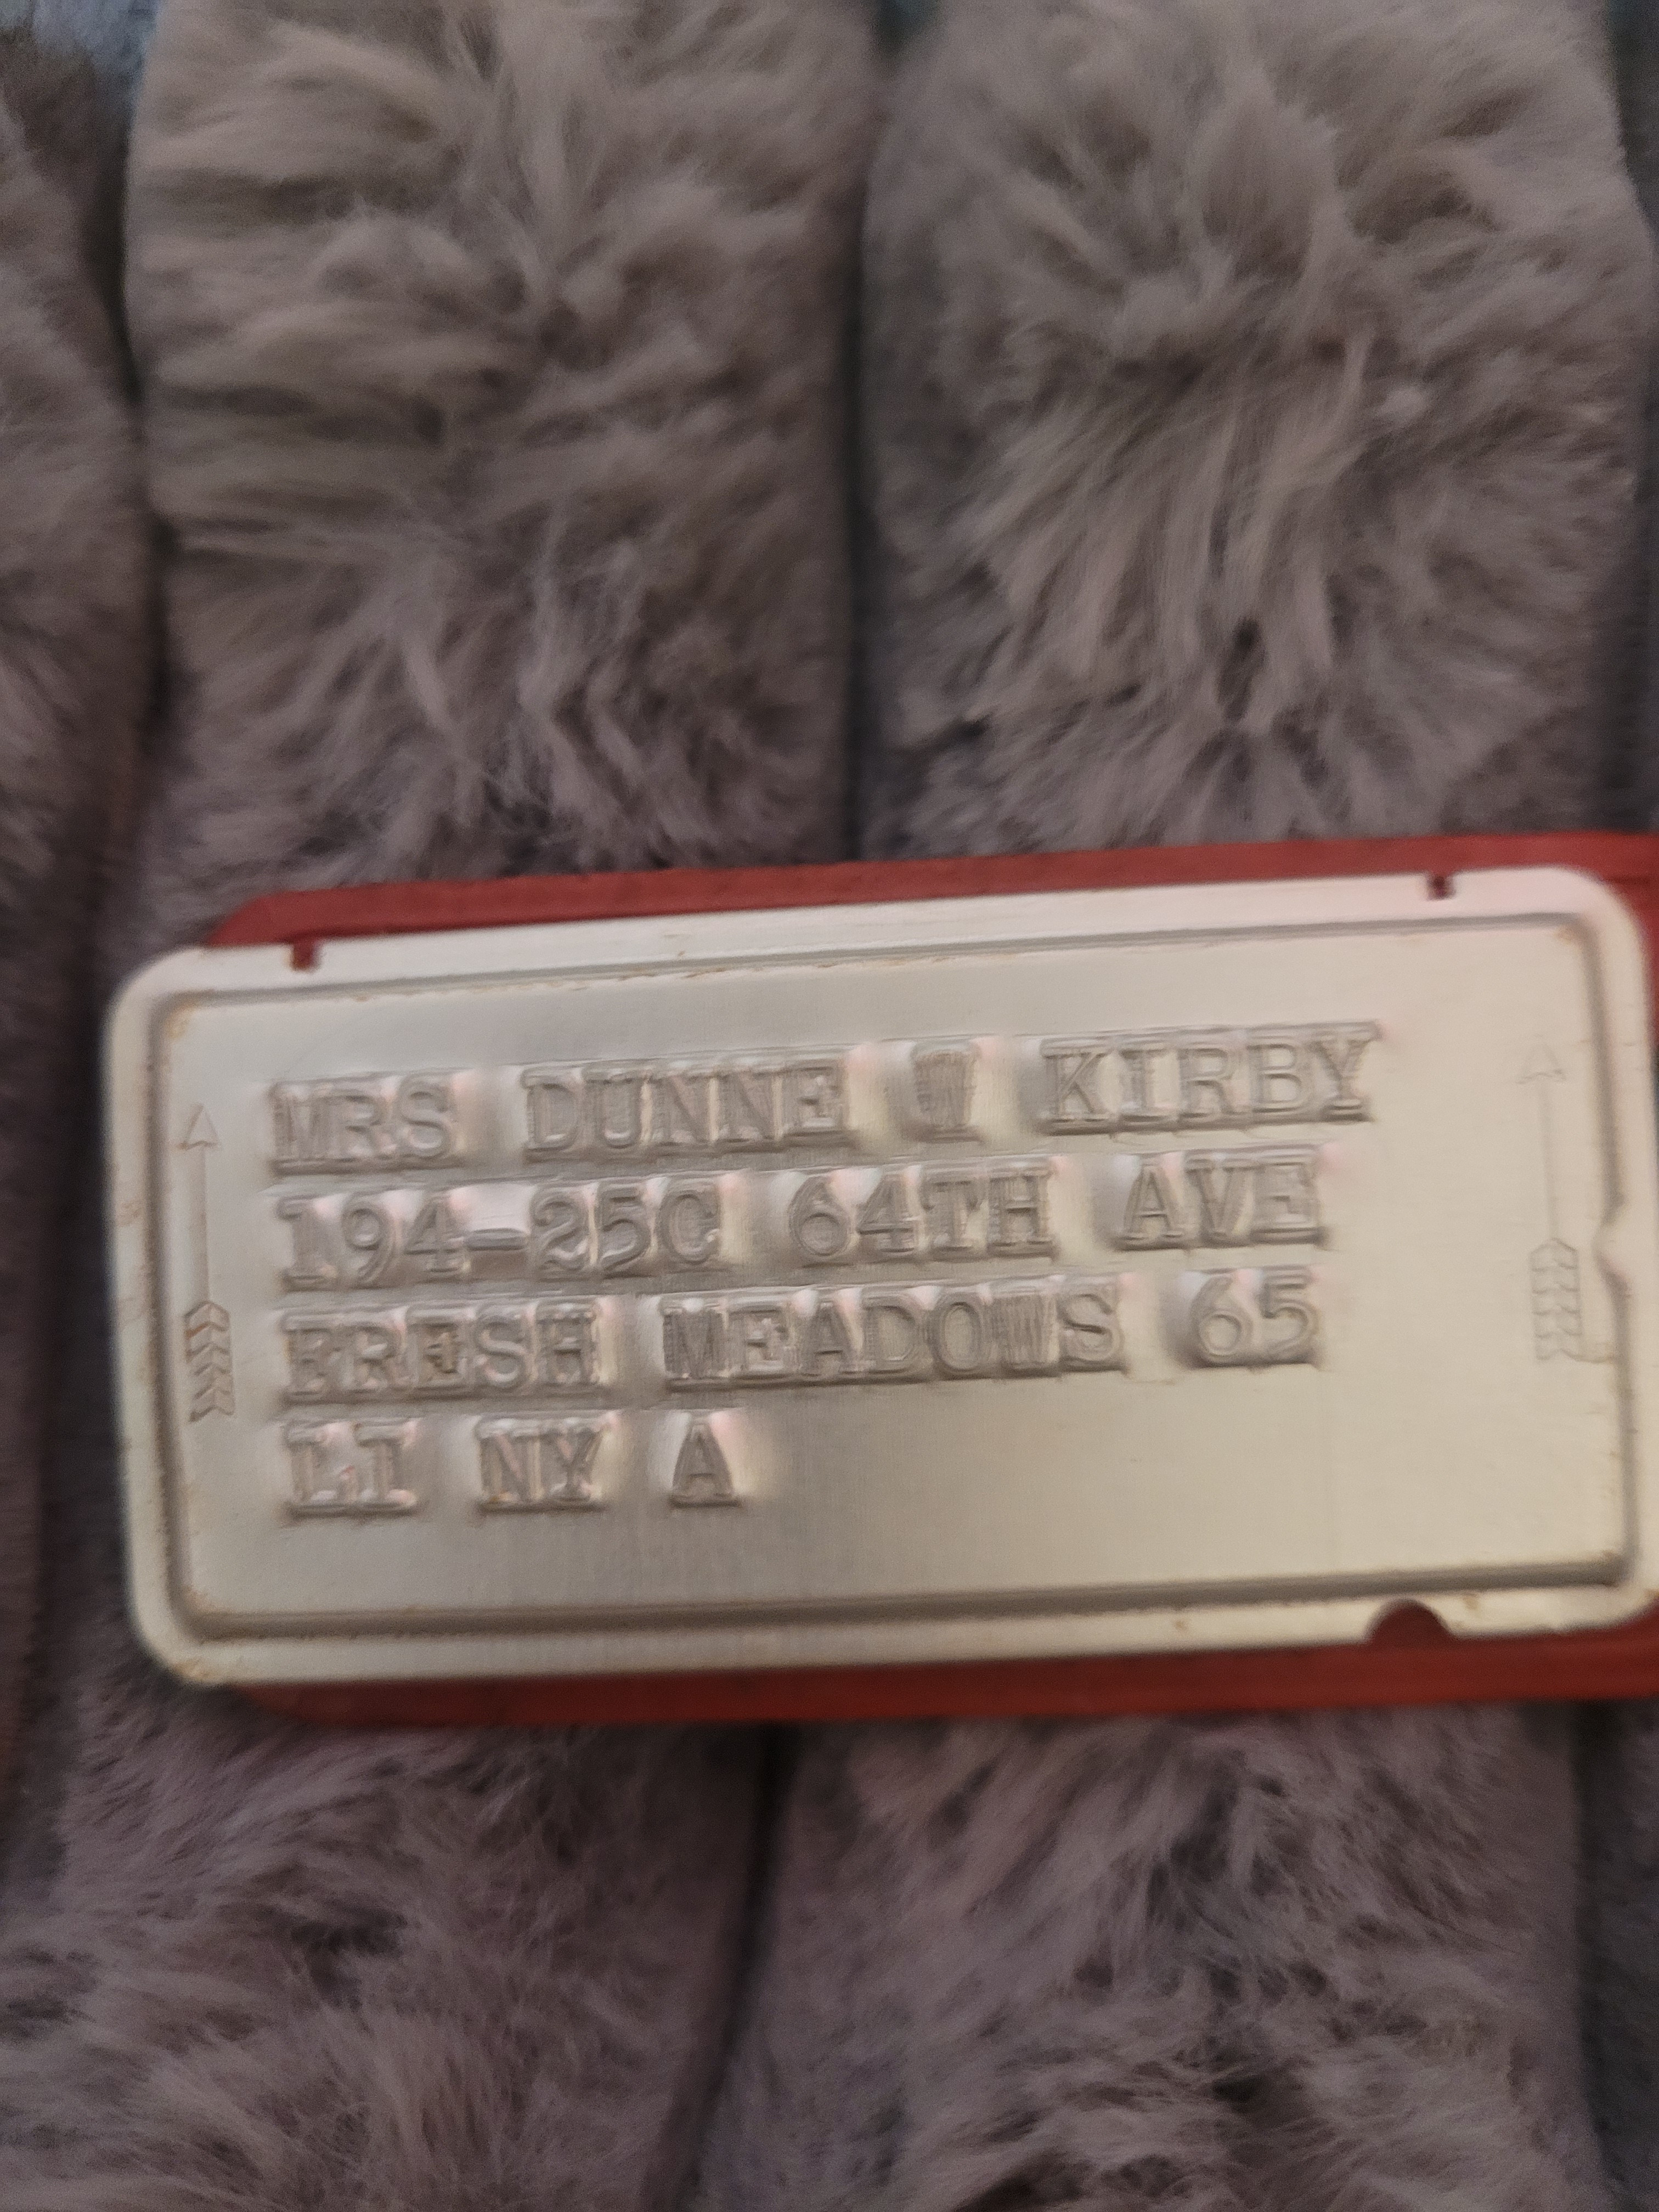 MRS DUNNE W KIRBY
194-25C 64TH AVE
FRESH MEADOWS 65
LI NY A